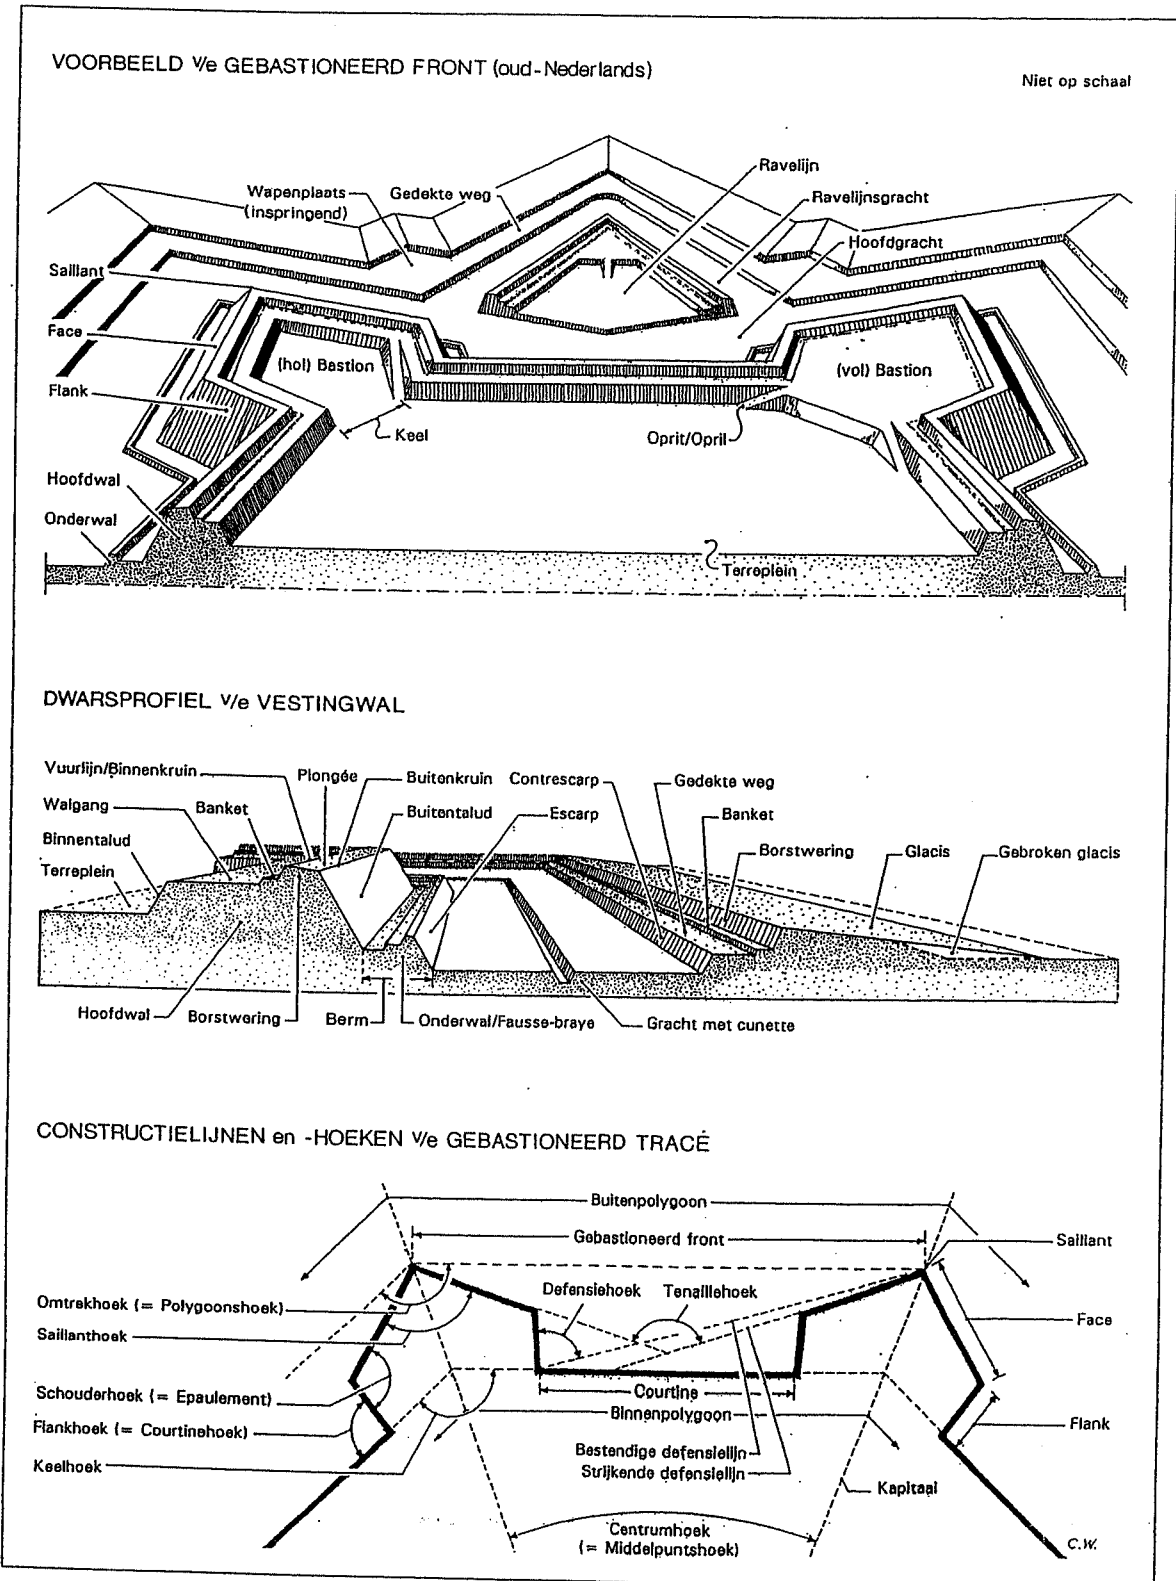 VOORBEELD v/e GEBASTIONEERD FRONT (oud-Nederlands)
Niet op schaal
Ravelijn
Wapenplaats
(inspringend)
Gedekte weg
Ravelijnsgracht
Hoofdgracht
Saillant
Face
(hol) Bastion
(vol) Bastion
Flank
Keel
Oprit/Opril
Hoofdwal
Onderwal
Terreplein
DWARSPROFIEL v/e VESTINGWAL
Vuurlijn/Binnenkruin
Plongée
Buitenkruin
Contrescarp
Gedekte weg
Walgang
Banket
Buitentalud
Escarp
Banket
Binnentalud
Borstwering
Glacis
Gebroken glacis
Terreplein
Hoofdwal
Borstwering
Berm
Onderwal/Fausse-braye
Gracht met cunette
CONSTRUCTIELIJNEN en -HOEKEN v/e GEBASTIONEERD TRACÉ
Buitenpolygoon
Gebastioneerd front
Saillant
Defensiehoek
Tenaillehoek
Omtrekhoek (= Polygoonshoek)
Saillanthoek
Face
Schouderhoek (= Epaulement)
Courtine
Binnenpolygoon
Flank
Flankhoek (= Courtinehoek)
Bestendige defensielijn
Strijkende defensielijn
Keelhoek
Kapitaal
Centrumhoek
(= Middelpuntshoek)
C.W.